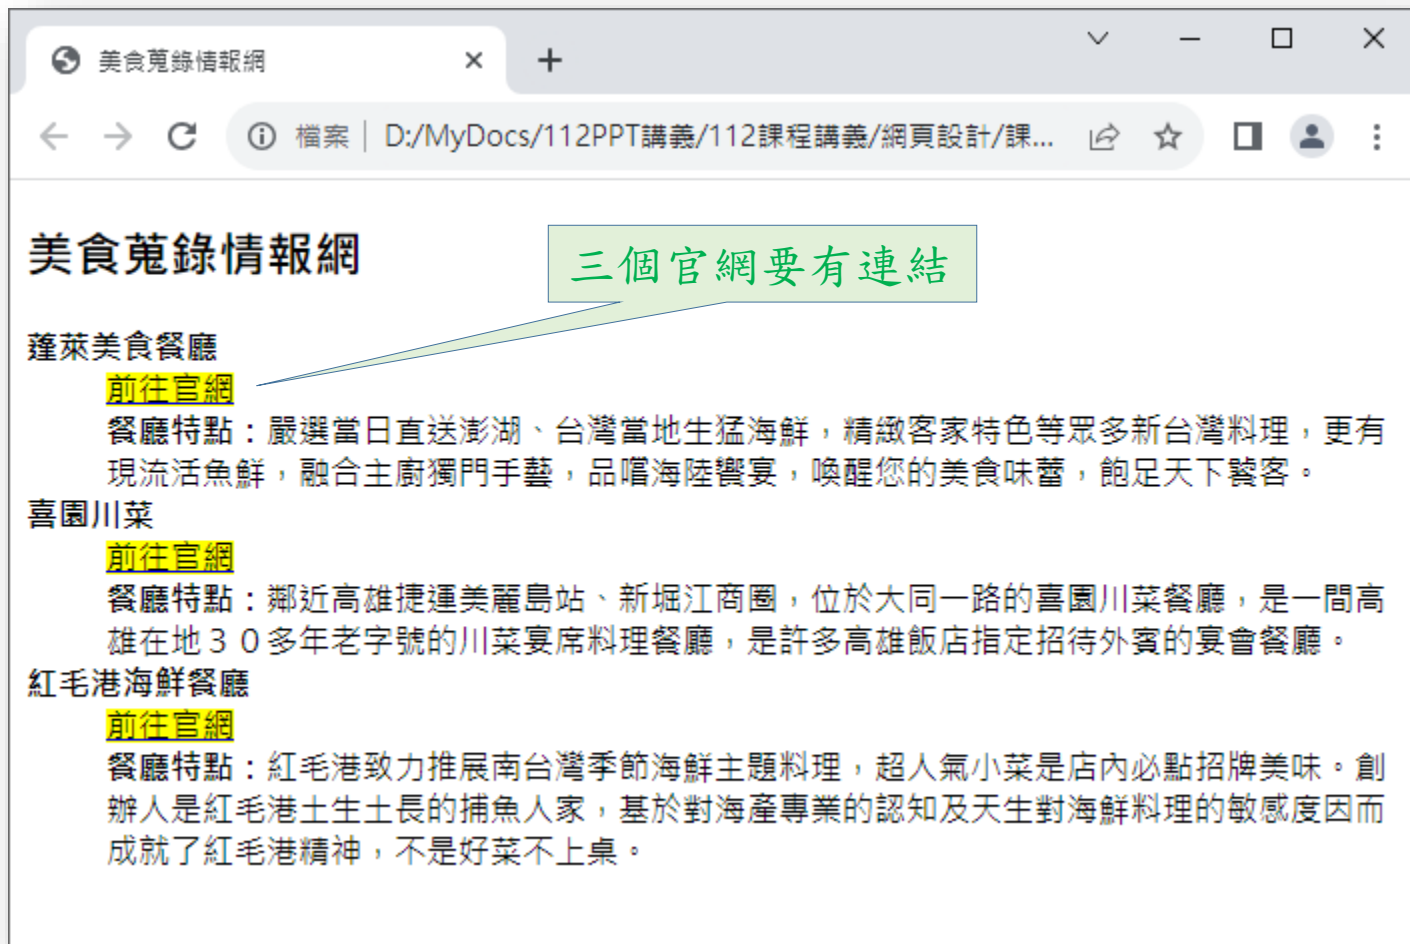 美食蒐錄情報網
檔案 | D:/MyDocs/112PPT講義/112課程講義/網頁設計/課...
美食蒐錄情報網
三個官網要有連結
蓬萊美食餐廳
前往官網
餐廳特點：嚴選當日直送澎湖、台灣當地生猛海鮮，精緻客家特色等眾多新台灣料理，更有
現流活魚鮮，融合主廚獨門手藝，品嚐海陸饗宴，喚醒您的美食味蕾，飽足天下饕客。
喜園川菜
前往官網
餐廳特點：鄰近高雄捷運美麗島站、新堀江商圈，位於大同一路的喜園川菜餐廳，是一間高
雄在地３０多年老字號的川菜宴席料理餐廳，是許多高雄飯店指定招待外賓的宴會餐廳。
紅毛港海鮮餐廳
前往官網
餐廳特點：紅毛港致力推展南台灣季節海鮮主題料理，超人氣小菜是店內必點招牌美味。創
辦人是紅毛港土生土長的捕魚人家，基於對海產專業的認知及天生對海鮮料理的敏感度因而
成就了紅毛港精神，不是好菜不上桌。